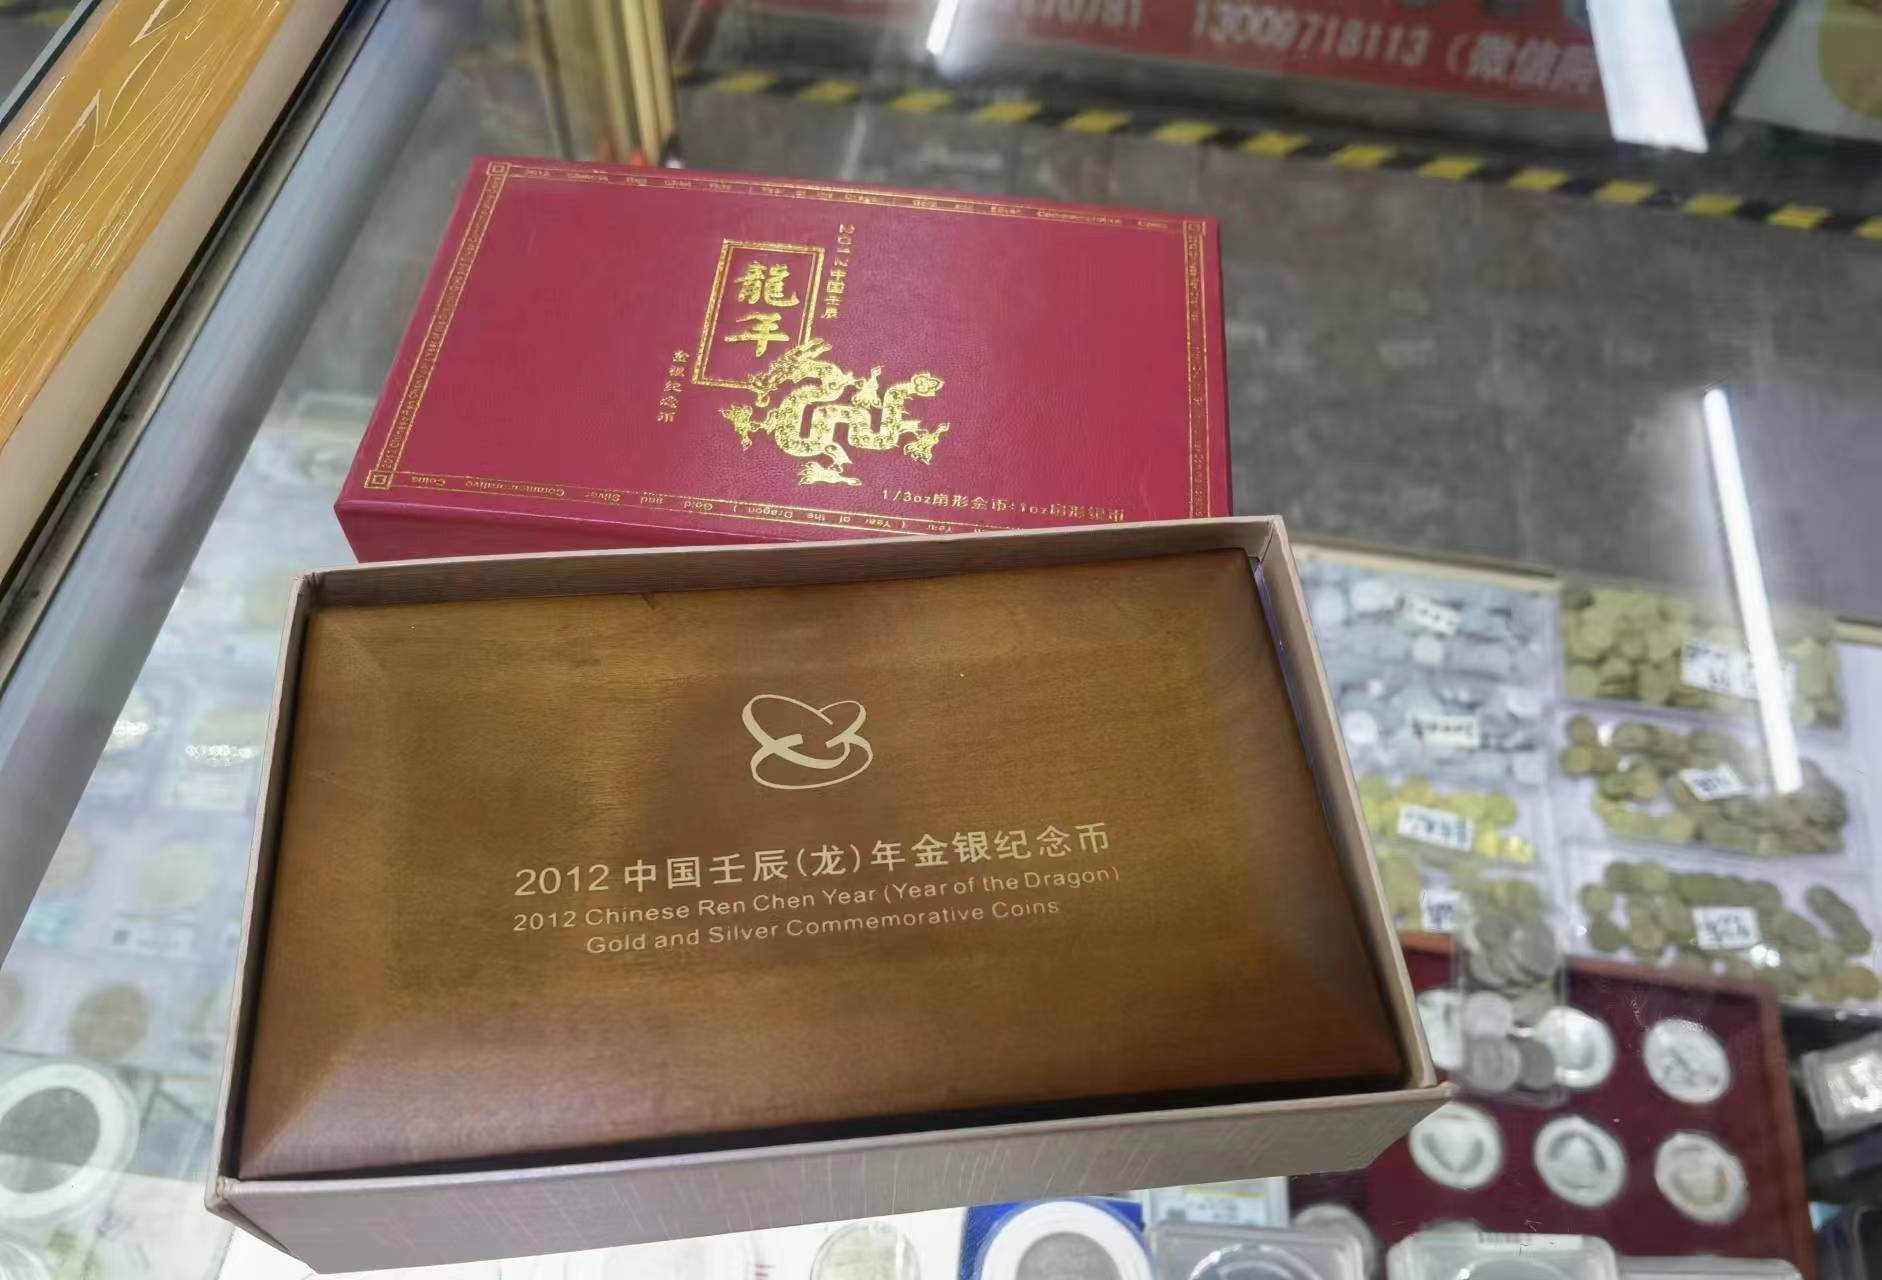 13009718113（微信
2012中国壬辰
龍年
金银纪念币
1/3oz扇形金币:1oz扇形银币
2012 中国壬辰(龙)年金银纪念币
2012 Chinese Ren Chen Year (Year of the Dragon)
Gold and Silver Commemorative Coins